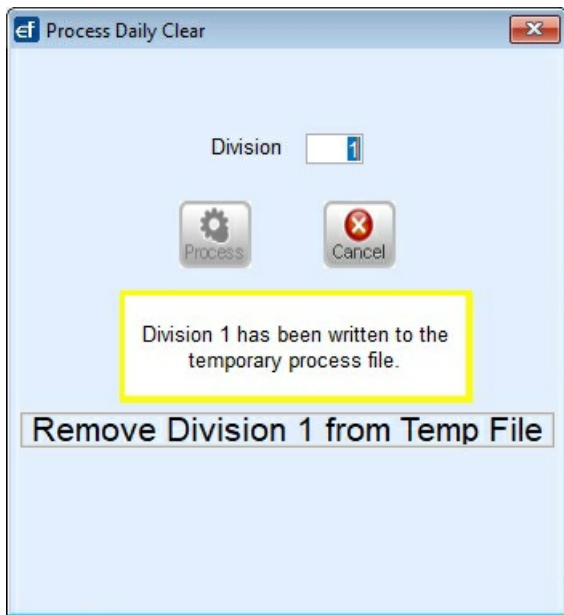 ef Process Daily Clear
Division 1
Process Cancel
Division 1 has been written to the
temporary process file.
Remove Division 1 from Temp File